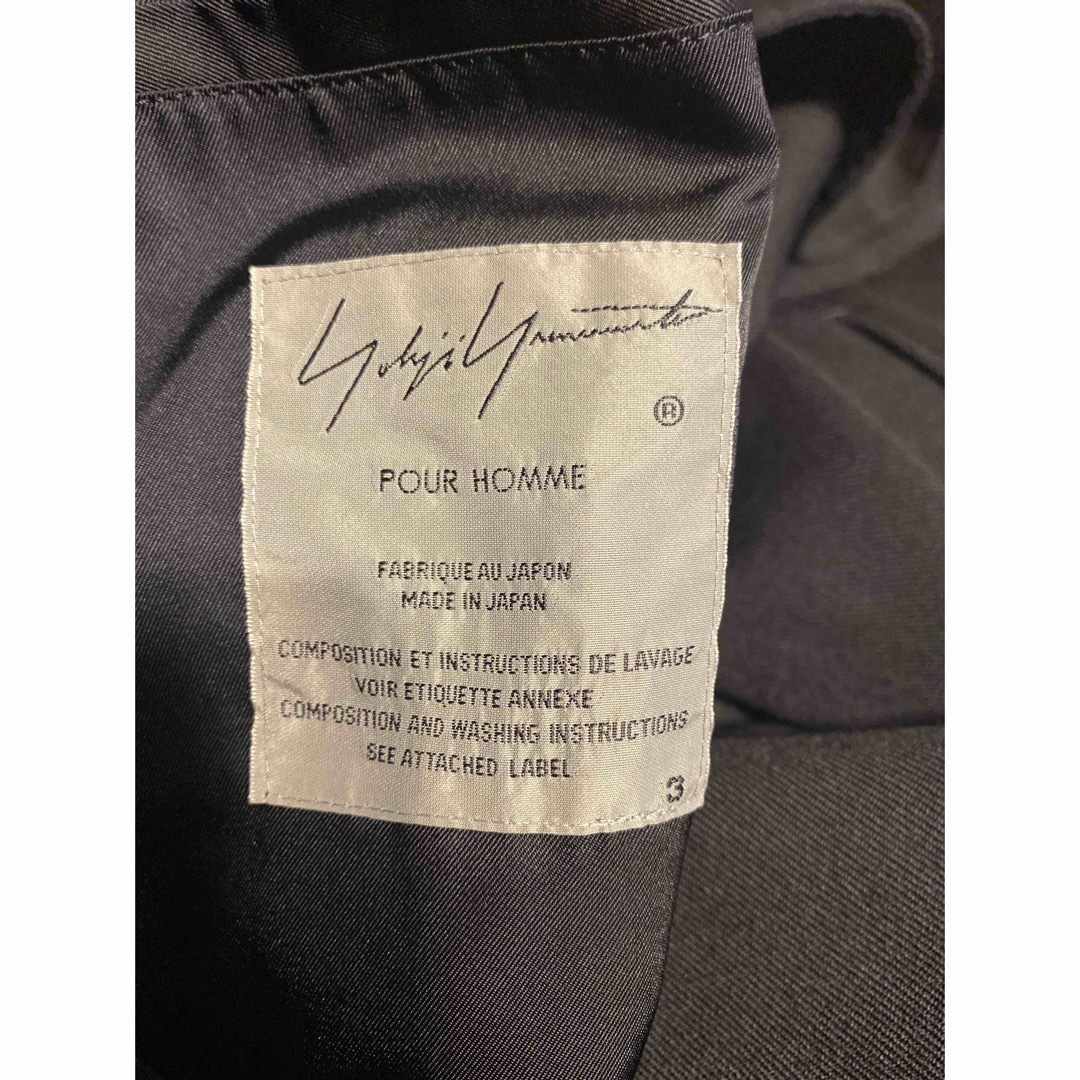 Yohji Yamamoto
®
POUR HOMME
FABRIQUE AU JAPON
MADE IN JAPAN
COMPOSITION ET INSTRUCTIONS DE LAVAGE
VOIR ETIQUETTE ANNEXE
COMPOSITION AND WASHING INSTRUCTIONS
SEE ATTACHED LABEL
3